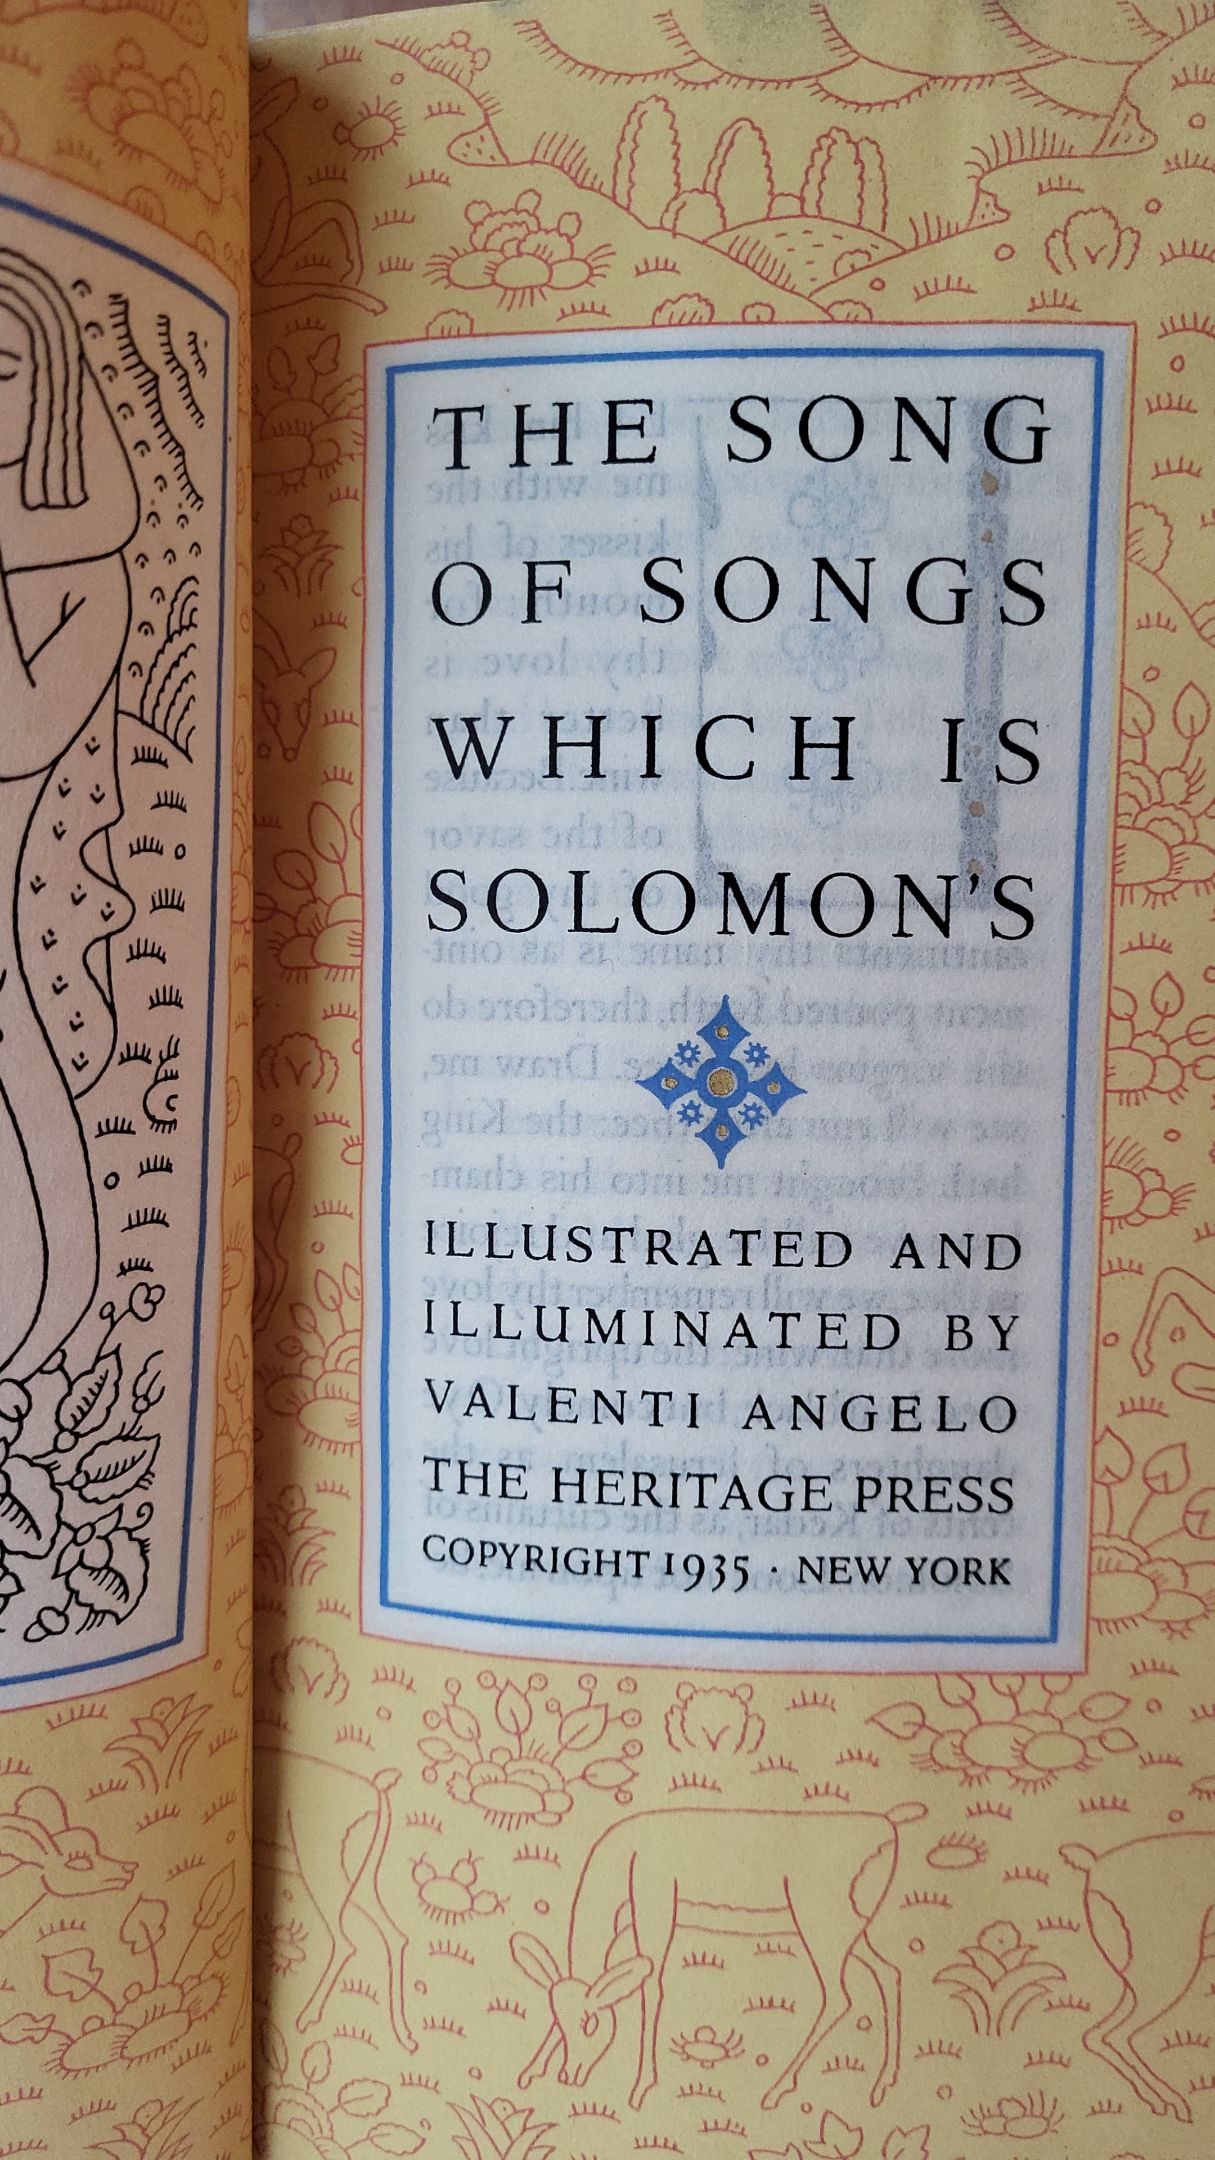 THE SONG
OF SONGS
WHICH IS
SOLOMON'S
ILLUSTRATED AND
ILLUMINATED BY
VALENTI ANGELO
THE HERITAGE PRESS
COPYRIGHT 1935 · NEW YORK